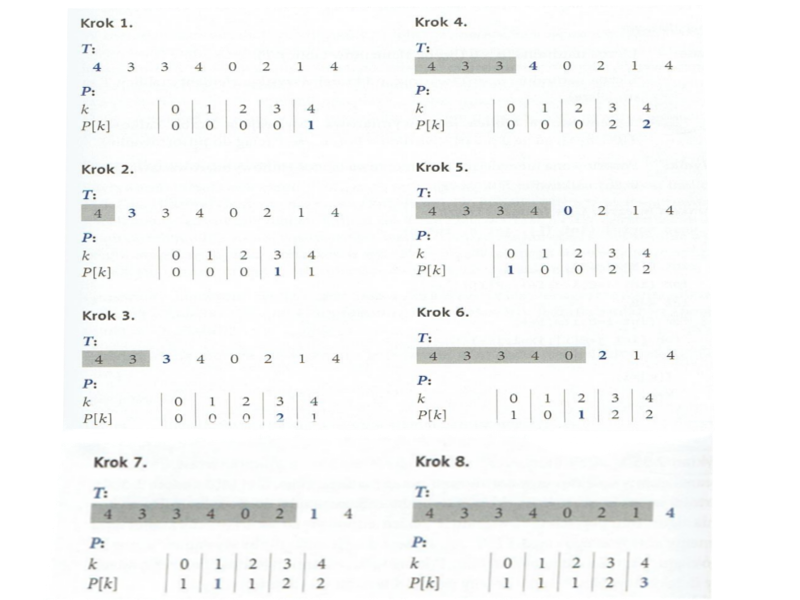 Krok 1.
T:
4 3 3 4 0 2 1 4
P:
k 0 1 2 3 4
P[k] 0 0 0 0 1
Krok 2.
T:
4 3 3 4 0 2 1 4
P:
k 0 1 2 3 4
P[k] 0 0 0 1 1
Krok 3.
T:
4 3 3 4 0 2 1 4
P:
k 0 1 2 3 4
P[k] 0 0 0 2 1
Krok 4.
T:
4 3 3 4 0 2 1 4
P:
k 0 1 2 3 4
P[k] 0 0 0 2 2
Krok 5.
T:
4 3 3 4 0 2 1 4
P:
k 0 1 2 3 4
P[k] 1 0 0 2 2
Krok 6.
T:
4 3 3 4 0 2 1 4
P:
k 0 1 2 3 4
P[k] 1 0 1 2 2
Krok 7.
T:
4 3 3 4 0 2 1 4
P:
k 0 1 2 3 4
P[k] 1 1 1 2 2
Krok 8.
T:
4 3 3 4 0 2 1 4
P:
k 0 1 2 3 4
P[k] 1 1 1 2 3